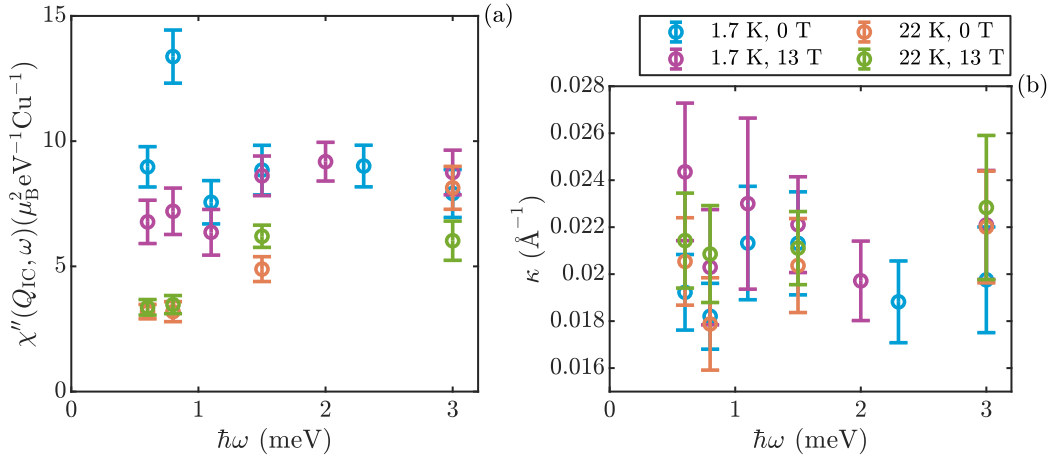 (a)
15
10
5
0
0 1 2 3
ħω (meV)
χ″(Q_IC, ω)(μ_B^2 eV^−1 Cu^−1)
1.7 K, 0 T 22 K, 0 T
1.7 K, 13 T 22 K, 13 T
(b)
0.028
0.026
0.024
0.022
0.02
0.018
0.016
0 1 2 3
ħω (meV)
κ (Å^−1)